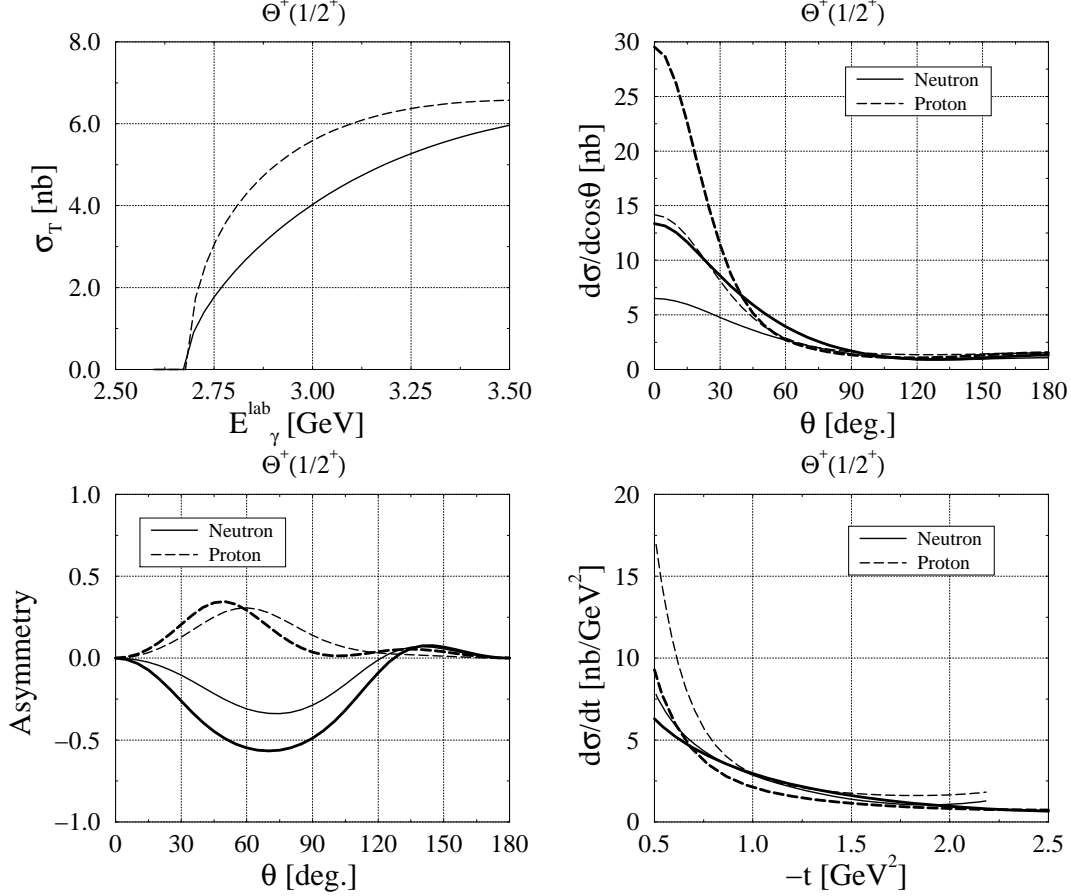 Θ⁺(1/2⁺)
σ_T [nb]
8.0
6.0
4.0
2.0
0.0
2.50 2.75 3.00 3.25 3.50
E^lab_γ [GeV]
Θ⁺(1/2⁺)
dσ/dcosθ [nb]
30
25
20
15
10
5
0
Neutron
Proton
0 30 60 90 120 150 180
θ [deg.]
Θ⁺(1/2⁺)
Asymmetry
1.0
0.5
0.0
−0.5
−1.0
Neutron
Proton
0 30 60 90 120 150 180
θ [deg.]
Θ⁺(1/2⁺)
dσ/dt [nb/GeV²]
20
15
10
5
0
Neutron
Proton
0.5 1.0 1.5 2.0 2.5
−t [GeV²]